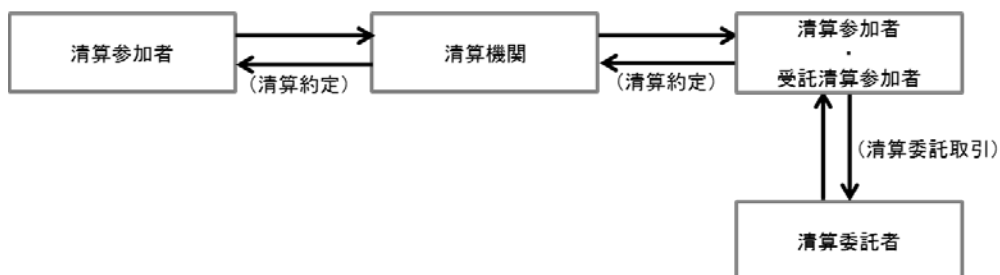 清算参加者
清算機関
清算参加者
・
受託清算参加者
（清算約定）
（清算約定）
（清算委託取引）
清算委託者